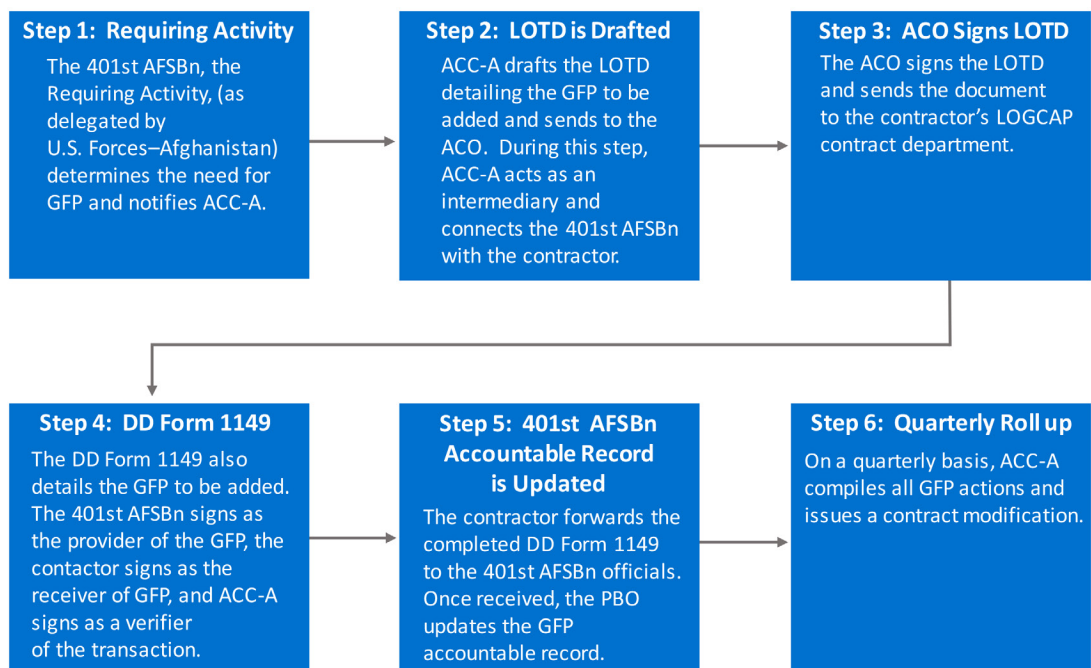 Step 1: Requiring Activity
The 401st AFSBn, the
Requiring Activity, (as
delegated by
U.S. Forces–Afghanistan)
determines the need for
GFP and notifies ACC-A.
Step 2: LOTD is Drafted
ACC-A drafts the LOTD
detailing the GFP to be
added and sends to the
ACO. During this step,
ACC-A acts as an
intermediary and
connects the 401st AFSBn
with the contractor.
Step 3: ACO Signs LOTD
The ACO signs the LOTD
and sends the document
to the contractor’s LOGCAP
contract department.
Step 4: DD Form 1149
The DD Form 1149 also
details the GFP to be added.
The 401st AFSBn signs as
the provider of the GFP, the
contactor signs as the
receiver of GFP, and ACC-A
signs as a verifier
of the transaction.
Step 5: 401st AFSBn
Accountable Record
is Updated
The contractor forwards the
completed DD Form 1149
to the 401st AFSBn officials.
Once received, the PBO
updates the GFP
accountable record.
Step 6: Quarterly Roll up
On a quarterly basis, ACC-A
compiles all GFP actions and
issues a contract modification.